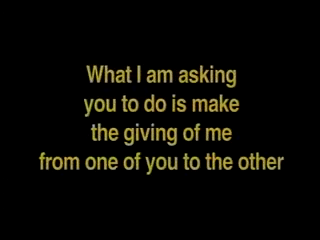 What I am asking
you to do is make
the giving of me
from one of you to the other